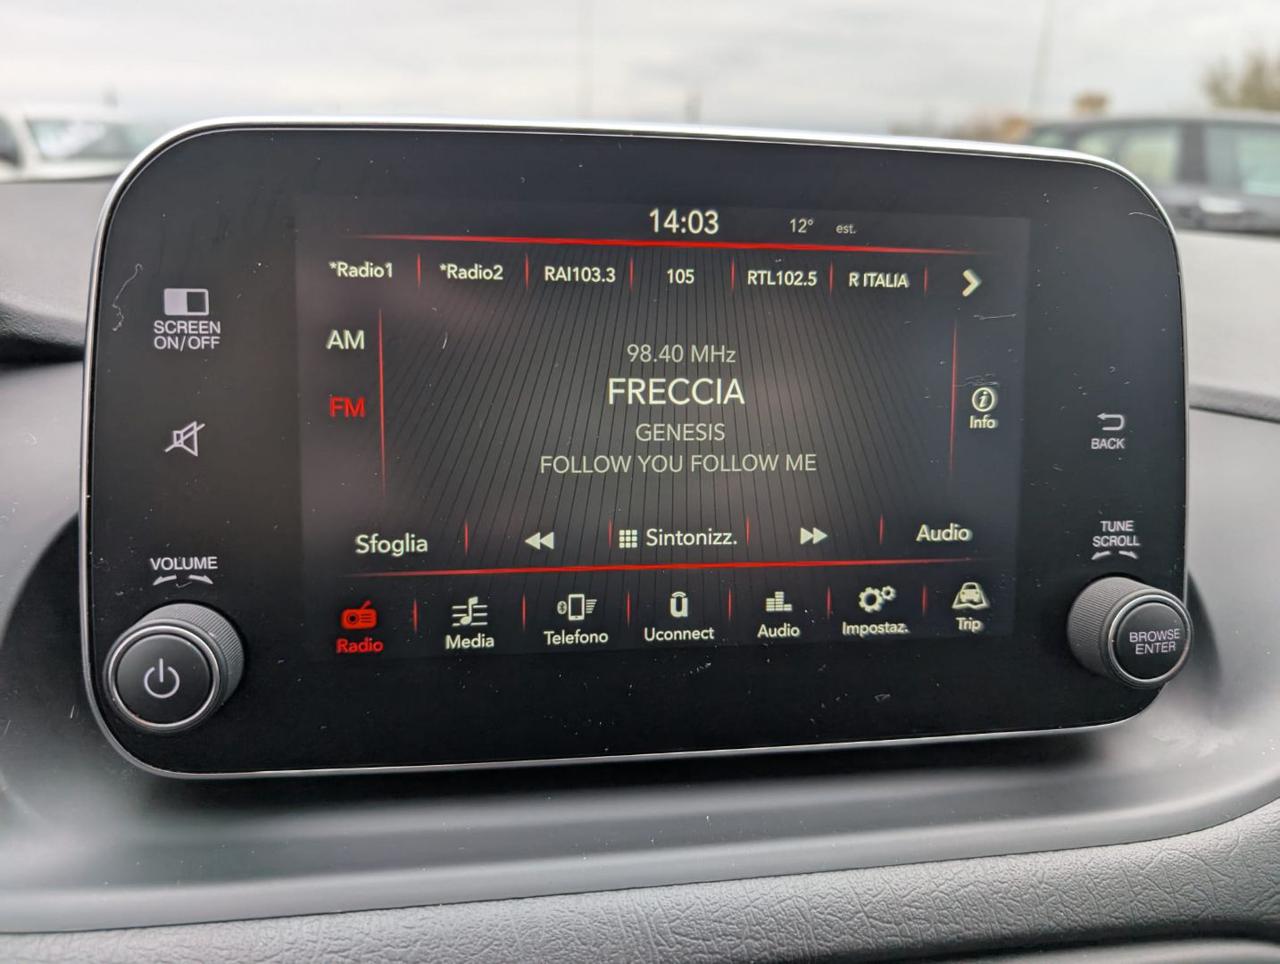 14:03 12° est.
*Radio1 *Radio2 RAI103.3 105 RTL102.5 R ITALIA
SCREEN
ON/OFF
AM
98.40 MHz
FRECCIA
FM
Info
GENESIS
BACK
FOLLOW YOU FOLLOW ME
Sfoglia Sintonizz. Audio
TUNE
SCROLL
VOLUME
Radio Media Telefono Uconnect Audio Impostaz. Trip
BROWSE
ENTER